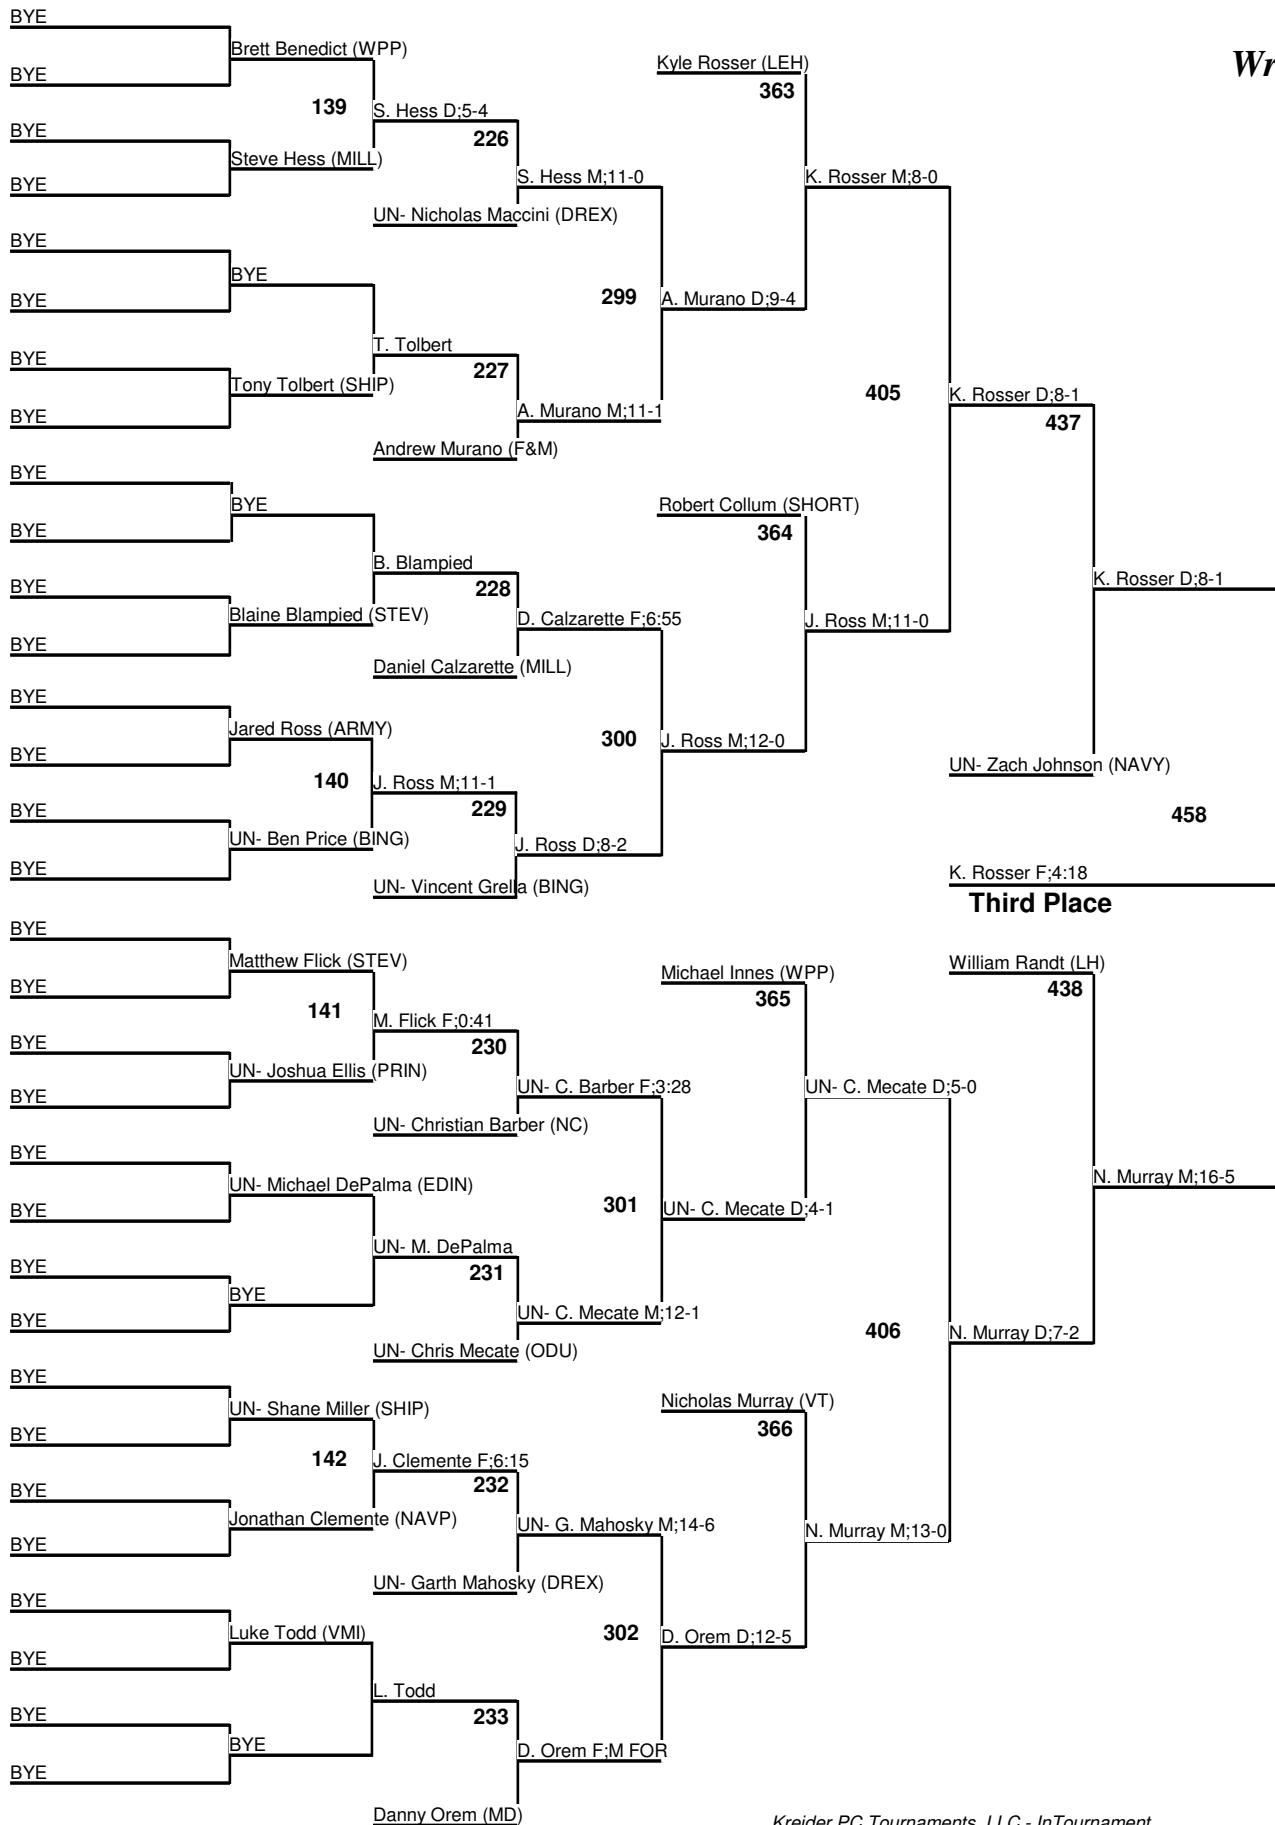 BYE
Brett Benedict (WPP)
Kyle Rosser (LEH)
Wr
BYE
363
139
S. Hess D;5-4
BYE
226
Steve Hess (MILL)
S. Hess M;11-0
K. Rosser M;8-0
BYE
UN- Nicholas Maccini (DREX)
BYE
BYE
BYE
299
A. Murano D;9-4
T. Tolbert
BYE
227
Tony Tolbert (SHIP)
405
K. Rosser D;8-1
BYE
A. Murano M;11-1
437
Andrew Murano (F&M)
BYE
BYE
Robert Collum (SHORT)
BYE
364
B. Blampied
K. Rosser D;8-1
BYE
228
Blaine Blampied (STEV)
D. Calzarette F;6:55
J. Ross M;11-0
BYE
Daniel Calzarette (MILL)
BYE
Jared Ross (ARMY)
300
J. Ross M;12-0
BYE
UN- Zach Johnson (NAVY)
140
J. Ross M;11-1
BYE
229
458
UN- Ben Price (BING)
J. Ross D;8-2
BYE
K. Rosser F;4:18
UN- Vincent Grella (BING)
Third Place
BYE
Matthew Flick (STEV)
Michael Innes (WPP)
William Randt (LH)
BYE
365
438
141
M. Flick F;0:41
BYE
230
UN- Joshua Ellis (PRIN)
UN- C. Barber F;3:28
UN- C. Mecate D;5-0
BYE
UN- Christian Barber (NC)
BYE
UN- Michael DePalma (EDIN)
N. Murray M;16-5
BYE
301
UN- C. Mecate D;4-1
UN- M. DePalma
BYE
231
BYE
UN- C. Mecate M;12-1
BYE
406
N. Murray D;7-2
UN- Chris Mecate (ODU)
BYE
UN- Shane Miller (SHIP)
Nicholas Murray (VT)
BYE
366
142
J. Clemente F;6:15
BYE
232
Jonathan Clemente (NAVP)
UN- G. Mahosky M;14-6
N. Murray M;13-0
BYE
UN- Garth Mahosky (DREX)
BYE
Luke Todd (VMI)
302
D. Orem D;12-5
BYE
L. Todd
BYE
233
BYE
D. Orem F;M FOR
BYE
Danny Orem (MD)
Kreider PC Tournaments, LLC - InTournament